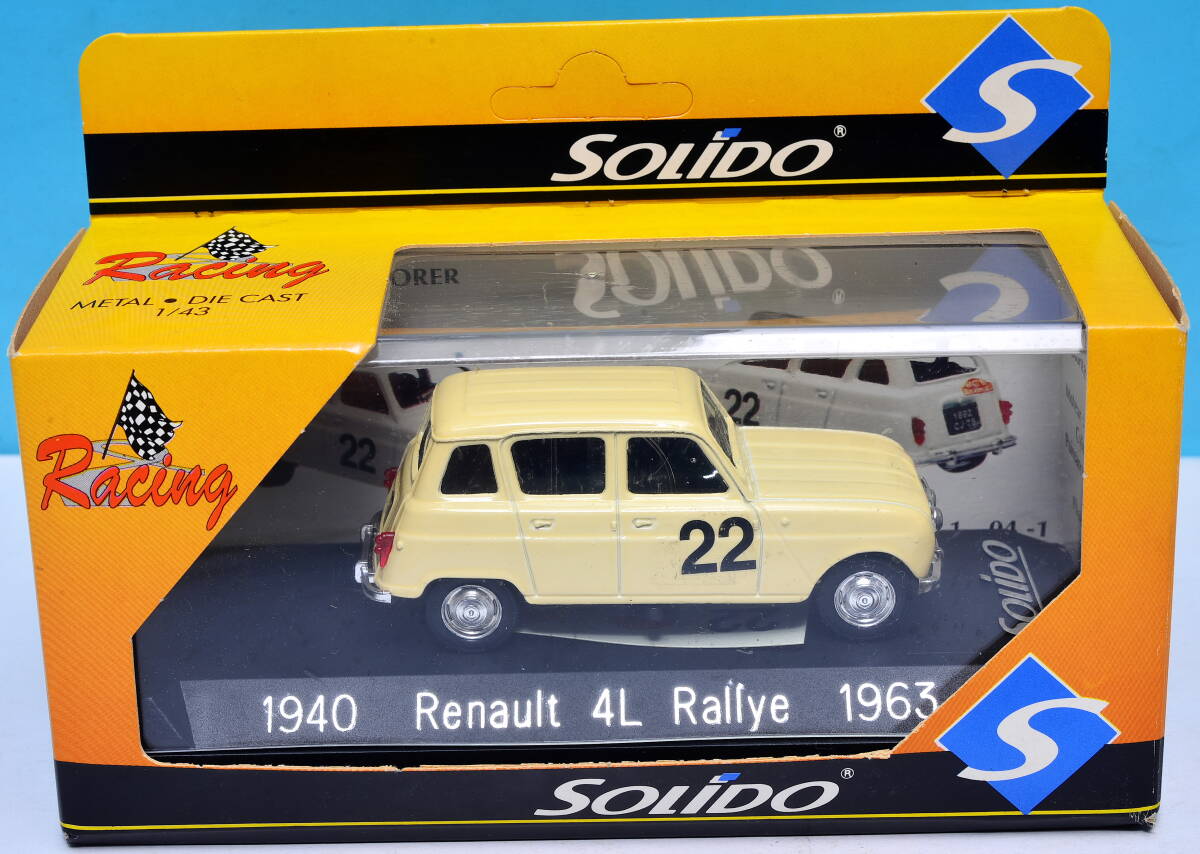 SOLIDO®
S
Racing
METAL • DIE CAST
1/43
ORER
SOLIDO
Racing
22
22
22
SOLIDO
1940 Renault 4L Rallye 1963
S
SOLIDO®